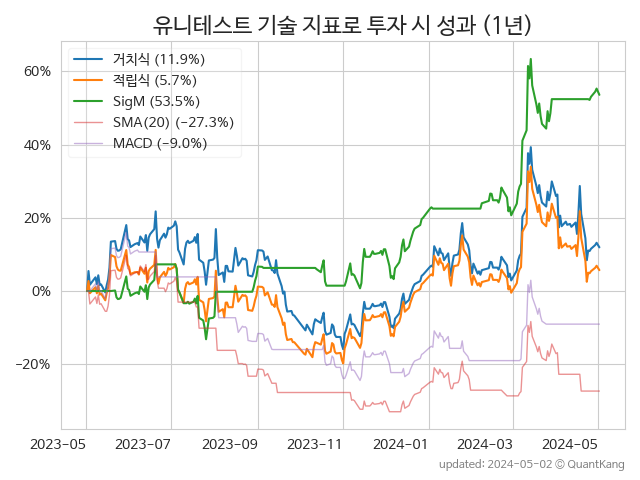 유니테스트 기술 지표로 투자 시 성과 (1년)
거치식 (11.9%)
적립식 (5.7%)
SigM (53.5%)
SMA(20) (−27.3%)
MACD (−9.0%)
60%
40%
20%
0%
−20%
2023-05 2023-07 2023-09 2023-11 2024-01 2024-03 2024-05
updated: 2024-05-02 © QuantKang